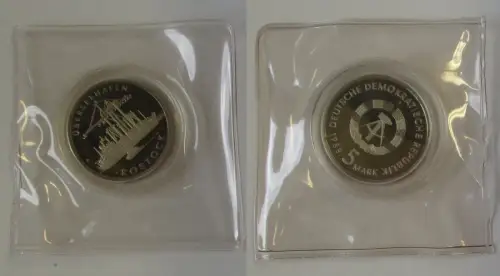 ÜBERSEEHAFEN
ROSTOCK
DEUTSCHE DEMOKRATISCHE REPUBLIK
5
MARK